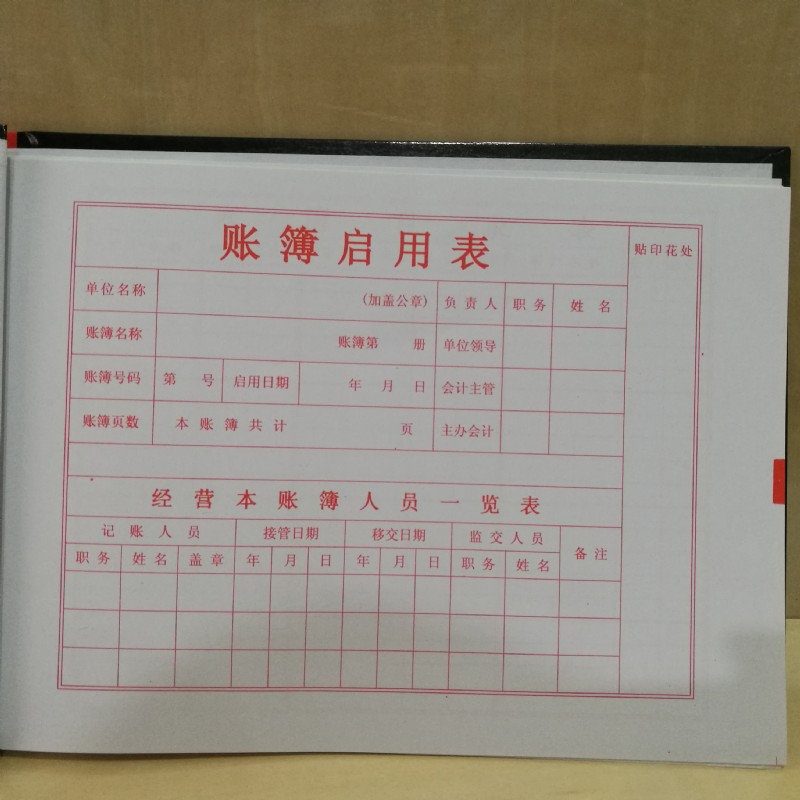 账簿启用表
贴印花处
单位名称 (加盖公章) 负责人 职务 姓名
账簿名称 账簿第 册 单位领导
账簿号码 第 号 启用日期 年 月 日 会计主管
账簿页数 本账簿共计 页 主办会计
经营本账簿人员一览表
记账人员 接管日期 移交日期 监交人员 备注
职务 姓名 盖章 年 月 日 年 月 日 职务 姓名